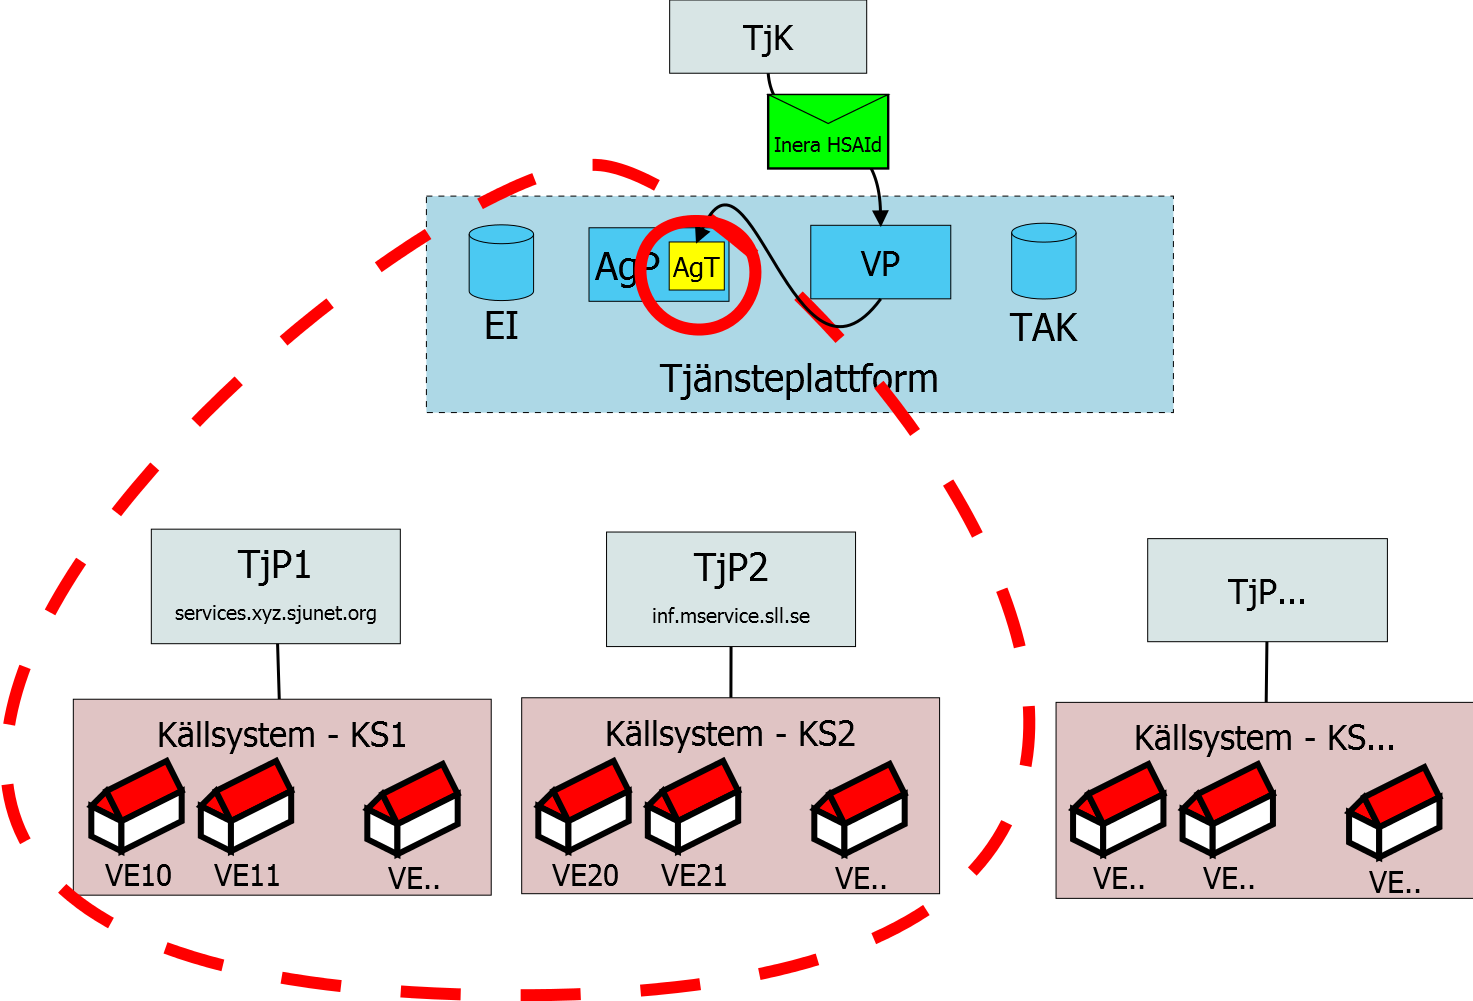 TjK
Inera HSAId
EI
AgP
AgT
VP
TAK
Tjänsteplattform
TjP1
services.xyz.sjunet.org
TjP2
inf.mservice.sll.se
TjP...
Källsystem - KS1
VE10
VE11
VE..
Källsystem - KS2
VE20
VE21
VE..
Källsystem - KS...
VE..
VE..
VE..